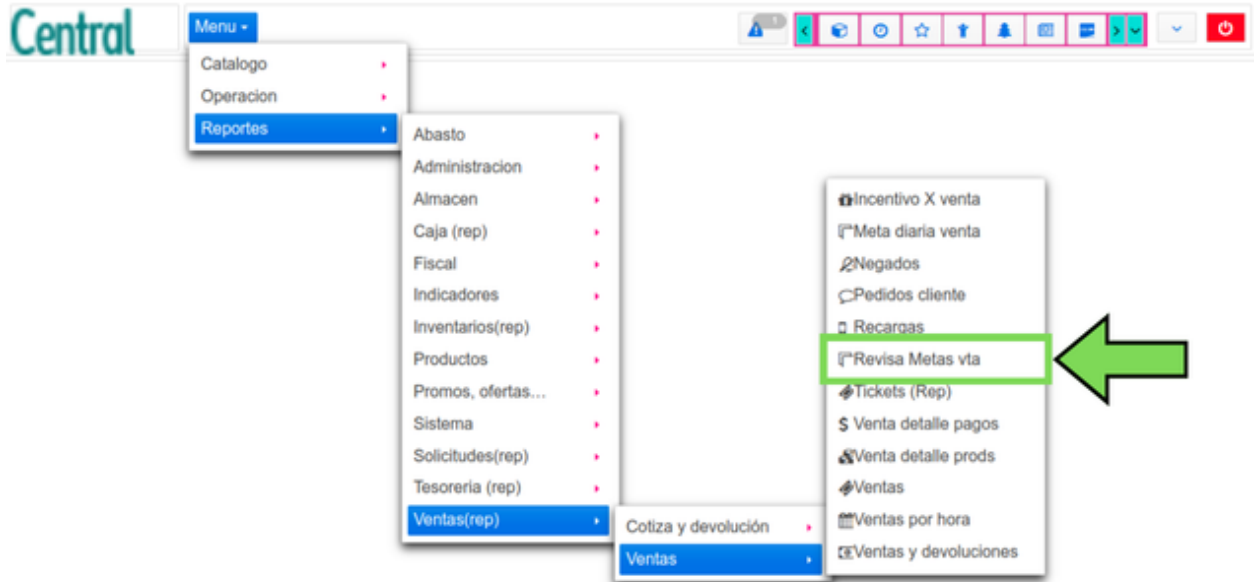 Central
Menu
1
Catalogo
Operacion
Reportes
Abasto
Administracion
Almacen
Caja (rep)
Fiscal
Indicadores
Inventarios(rep)
Productos
Promos, ofertas...
Sistema
Solicitudes(rep)
Tesoreria (rep)
Ventas(rep)
Cotiza y devolución
Ventas
Incentivo X venta
Meta diaria venta
Negados
Pedidos cliente
Recargas
Revisa Metas vta
Tickets (Rep)
$ Venta detalle pagos
Venta detalle prods
Ventas
Ventas por hora
Ventas y devoluciones